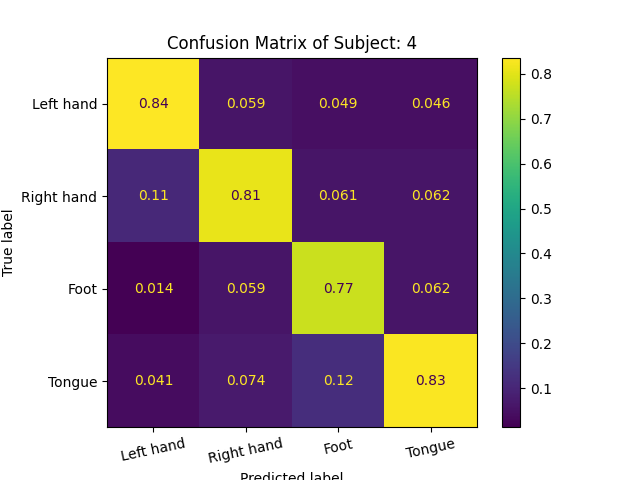 Confusion Matrix of Subject: 4
True label
Left hand 0.84 0.059 0.049 0.046
Right hand 0.11 0.81 0.061 0.062
Foot 0.014 0.059 0.77 0.062
Tongue 0.041 0.074 0.12 0.83
Left hand Right hand Foot Tongue
Predicted label
0.8
0.7
0.6
0.5
0.4
0.3
0.2
0.1